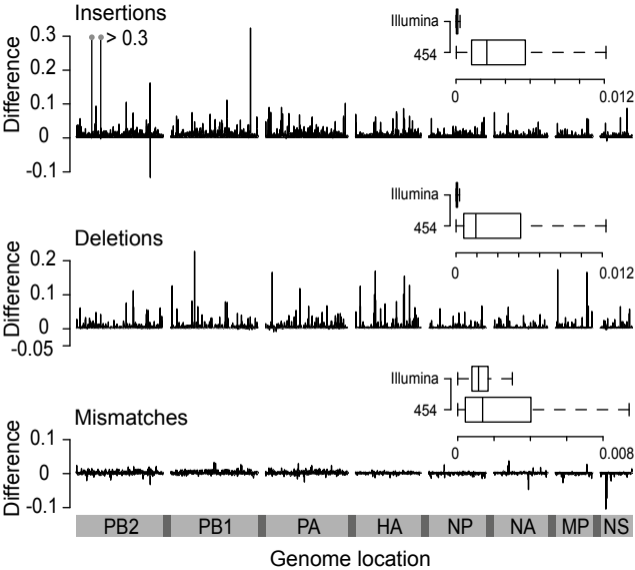 Insertions
Difference
0.3
0.2
0.1
0
-0.1
> 0.3
Illumina
454
0
0.012
Deletions
Difference
0.2
0.1
0
-0.05
Illumina
454
0
0.012
Mismatches
Difference
0.1
0
-0.1
Illumina
454
0
0.008
PB2 PB1 PA HA NP NA MP NS
Genome location